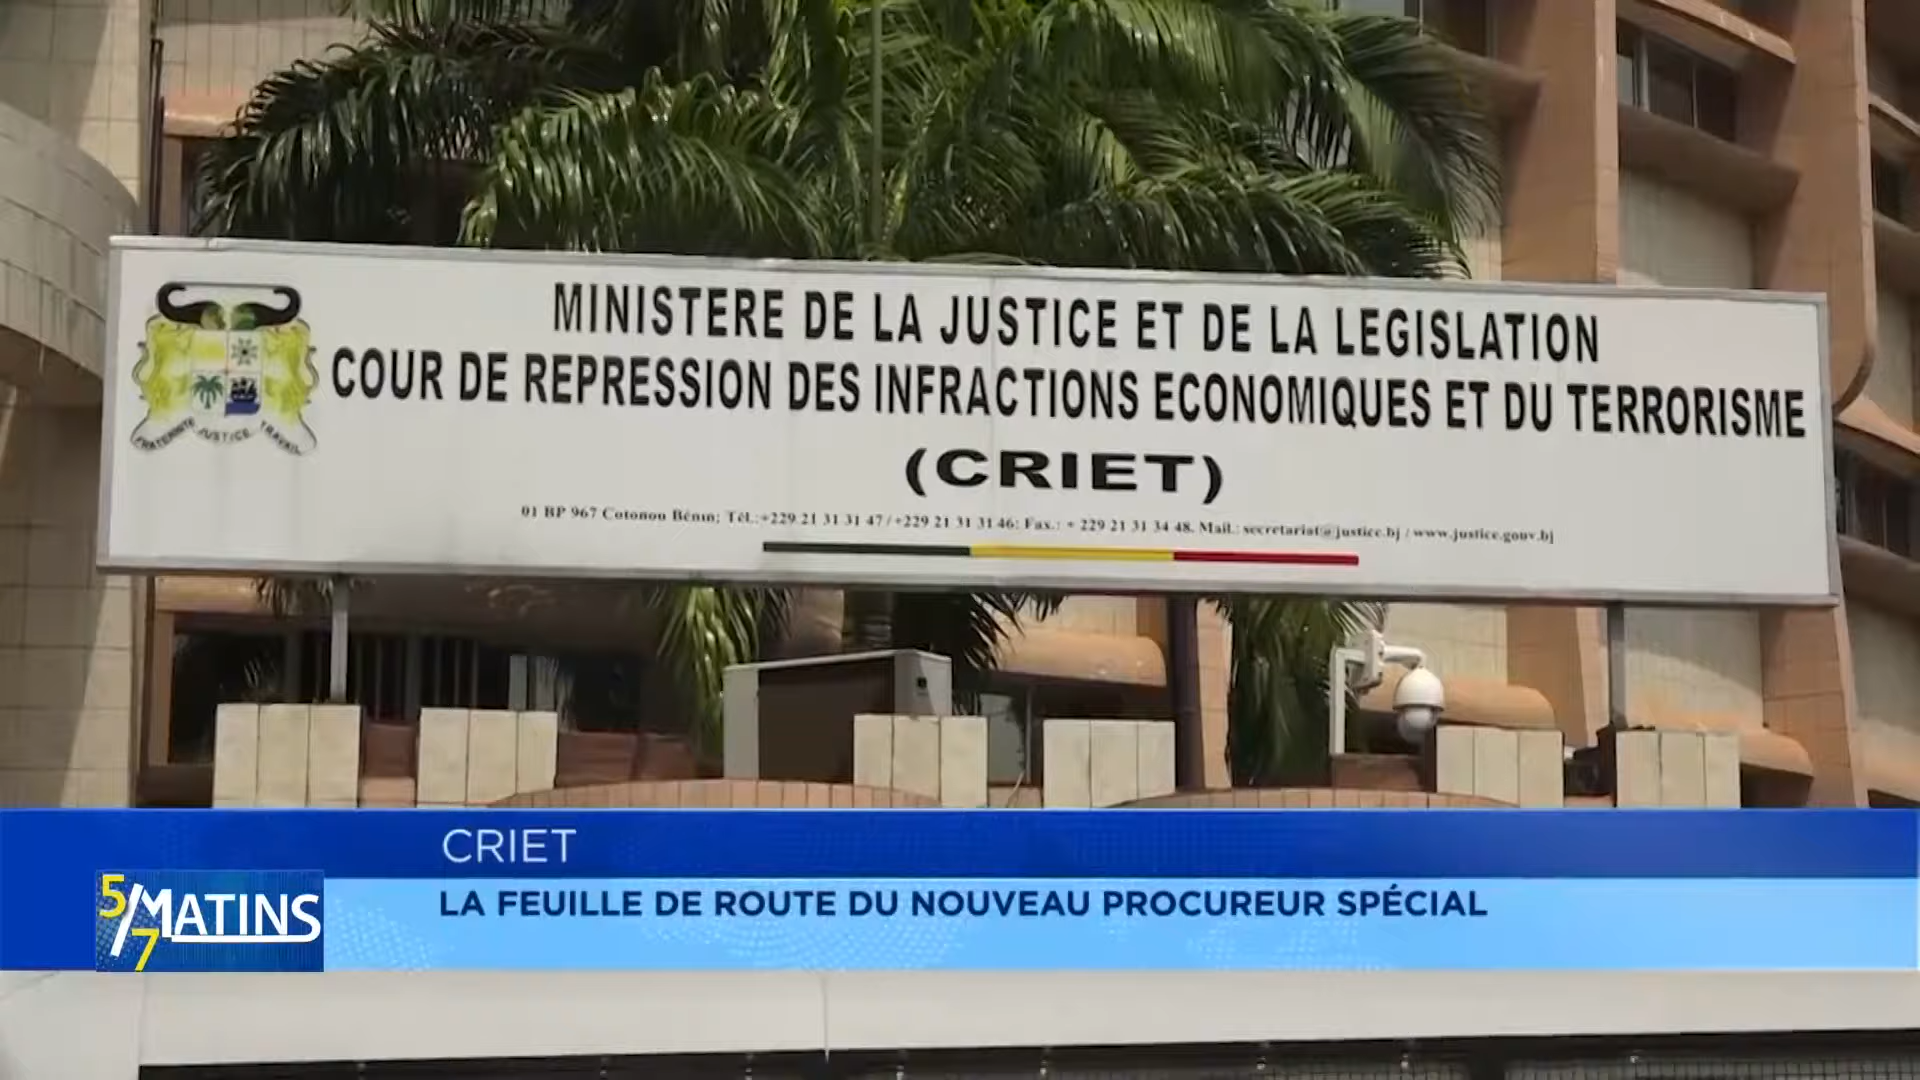 MINISTERE DE LA JUSTICE ET DE LA LEGISLATION
COUR DE REPRESSION DES INFRACTIONS ECONOMIQUES ET DU TERRORISME
(CRIET)
01 BP 967 Cotonou Bénin; Tél.:+229 21 31 31 47/+229 21 31 31 46; Fax.: + 229 21 31 34 48. Mail.: secretariat@justice.bj / www.justice.gouv.bj
FRATERNITE JUSTICE TRAVAIL
CRIET
LA FEUILLE DE ROUTE DU NOUVEAU PROCUREUR SPÉCIAL
5/7 MATINS